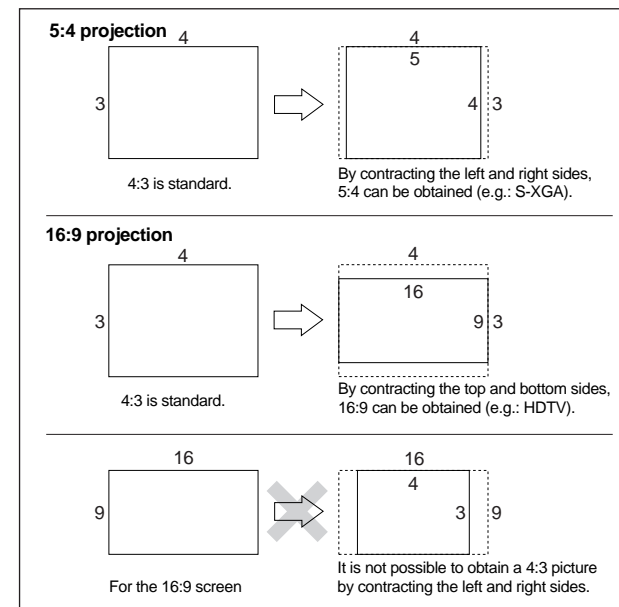 5:4 projection
4
3
4:3 is standard.
4
5
4 3
By contracting the left and right sides,
5:4 can be obtained (e.g.: S-XGA).
16:9 projection
4
3
4:3 is standard.
4
16
9 3
By contracting the top and bottom sides,
16:9 can be obtained (e.g.: HDTV).
16
9
For the 16:9 screen
16
4
3 9
It is not possible to obtain a 4:3 picture
by contracting the left and right sides.